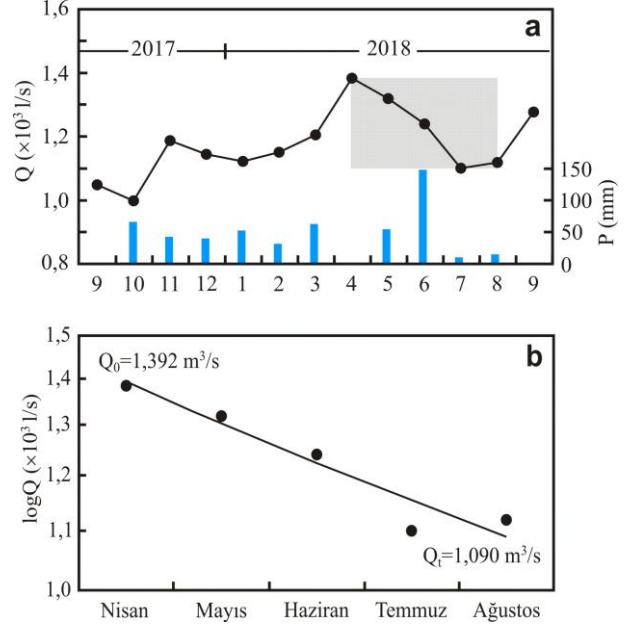 a
1,6
1,4
1,2
1,0
0,8
Q (×10³ l/s)
2017
2018
150
100
50
0
P (mm)
9 10 11 12 1 2 3 4 5 6 7 8 9
b
1,5
1,4
1,3
1,2
1,1
1,0
logQ (×10³ l/s)
Q₀=1,392 m³/s
Qₜ=1,090 m³/s
Nisan Mayıs Haziran Temmuz Ağustos